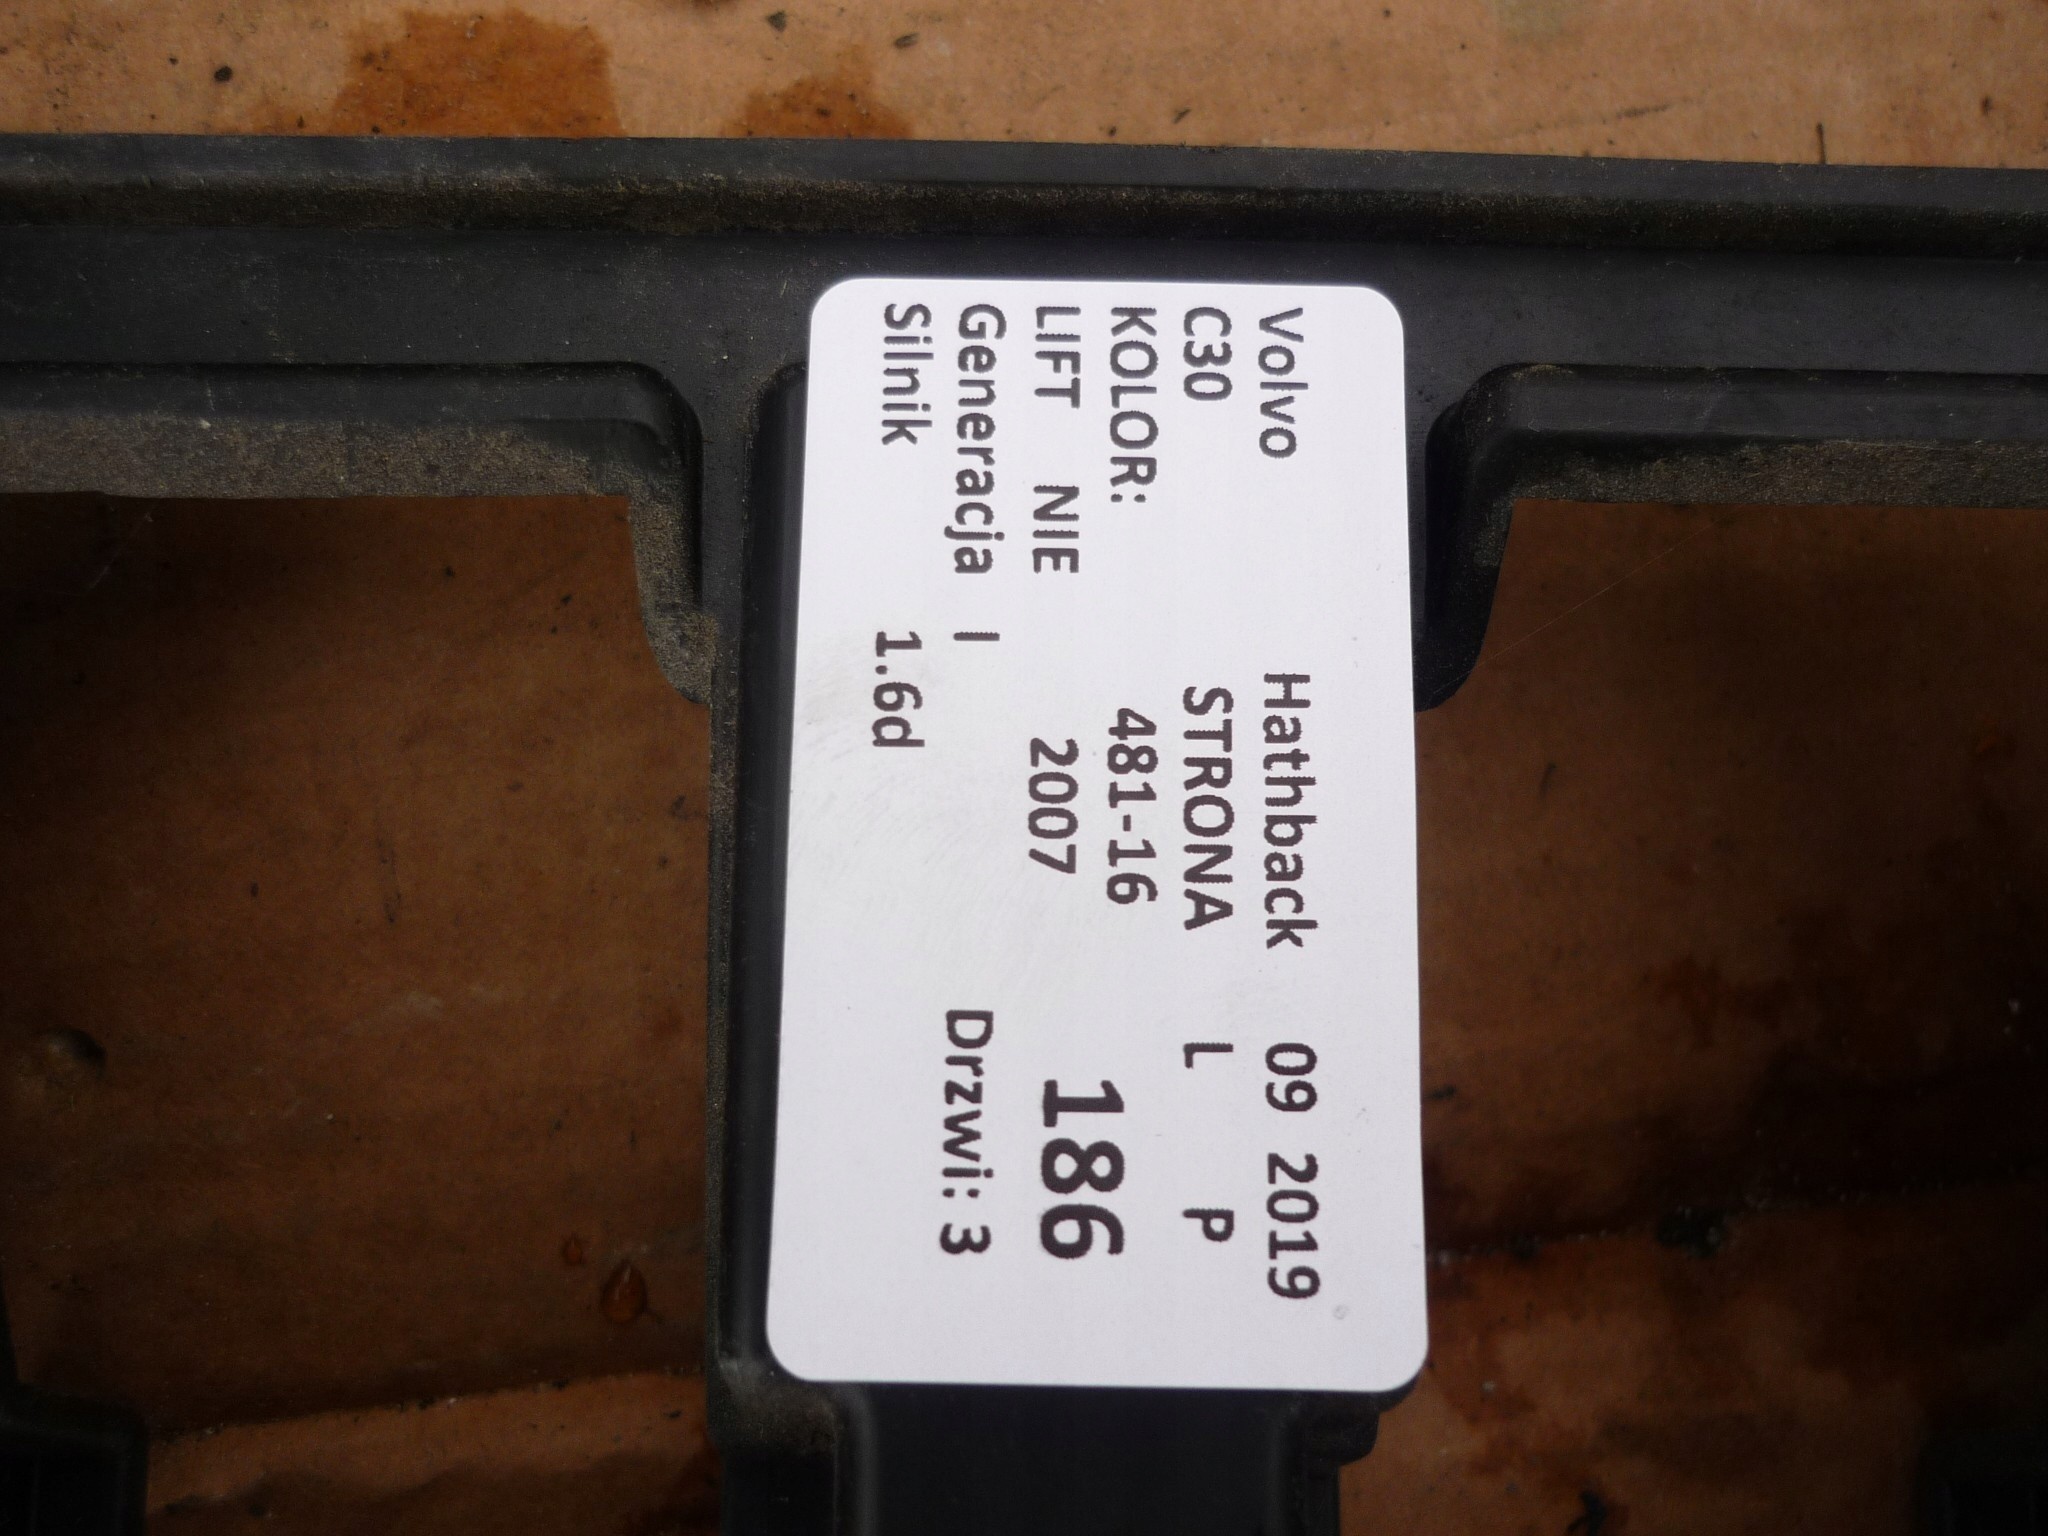 Volvo Hathback 09 2019
C30 STRONA L P
KOLOR: 481-16
LIFT NIE 2007 186
Generacja I Drzwi: 3
Silnik 1.6d